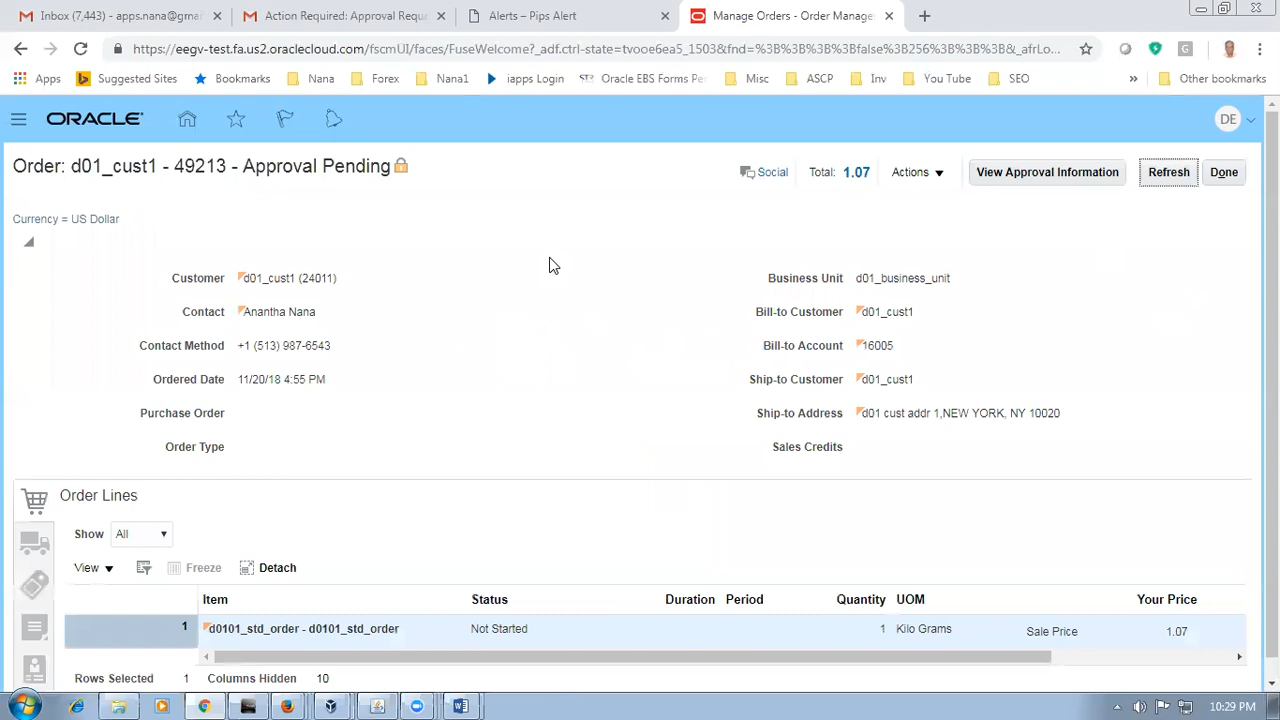 Inbox (7,443) - apps.nana@gma
Action Required: Approval Requ
Alerts – Pips Alert
Manage Orders - Order Manage
https://eegv-test.fa.us2.oraclecloud.com/fscmUI/faces/FuseWelcome?_adf.ctrl-state=tvooe6ea5_1503&fnd=%3B%3B%3B%3Bfalse%3B256%3B%3B%3B&_afrLo...
Apps
Suggested Sites
Bookmarks
Nana
Forex
Nana1
iapps Login
STR Oracle EBS Forms Pe
Misc
ASCP
Inv
You Tube
SEO
»
Other bookmarks
ORACLE
DE
Order: d01_cust1 - 49213 - Approval Pending
Social
Total: 1.07
Actions
View Approval Information
Refresh
Done
Currency = US Dollar
Customer d01_cust1 (24011)
Business Unit d01_business_unit
Contact Anantha Nana
Bill-to Customer d01_cust1
Contact Method +1 (513) 987-6543
Bill-to Account 16005
Ordered Date 11/20/18 4:55 PM
Ship-to Customer d01_cust1
Purchase Order
Ship-to Address d01 cust addr 1,NEW YORK, NY 10020
Order Type
Sales Credits
Order Lines
Show All
View
Freeze
Detach
Item Status Duration Period Quantity UOM Your Price
1 d0101_std_order - d0101_std_order Not Started 1 Kilo Grams Sale Price 1.07
Rows Selected 1 Columns Hidden 10
10:29 PM